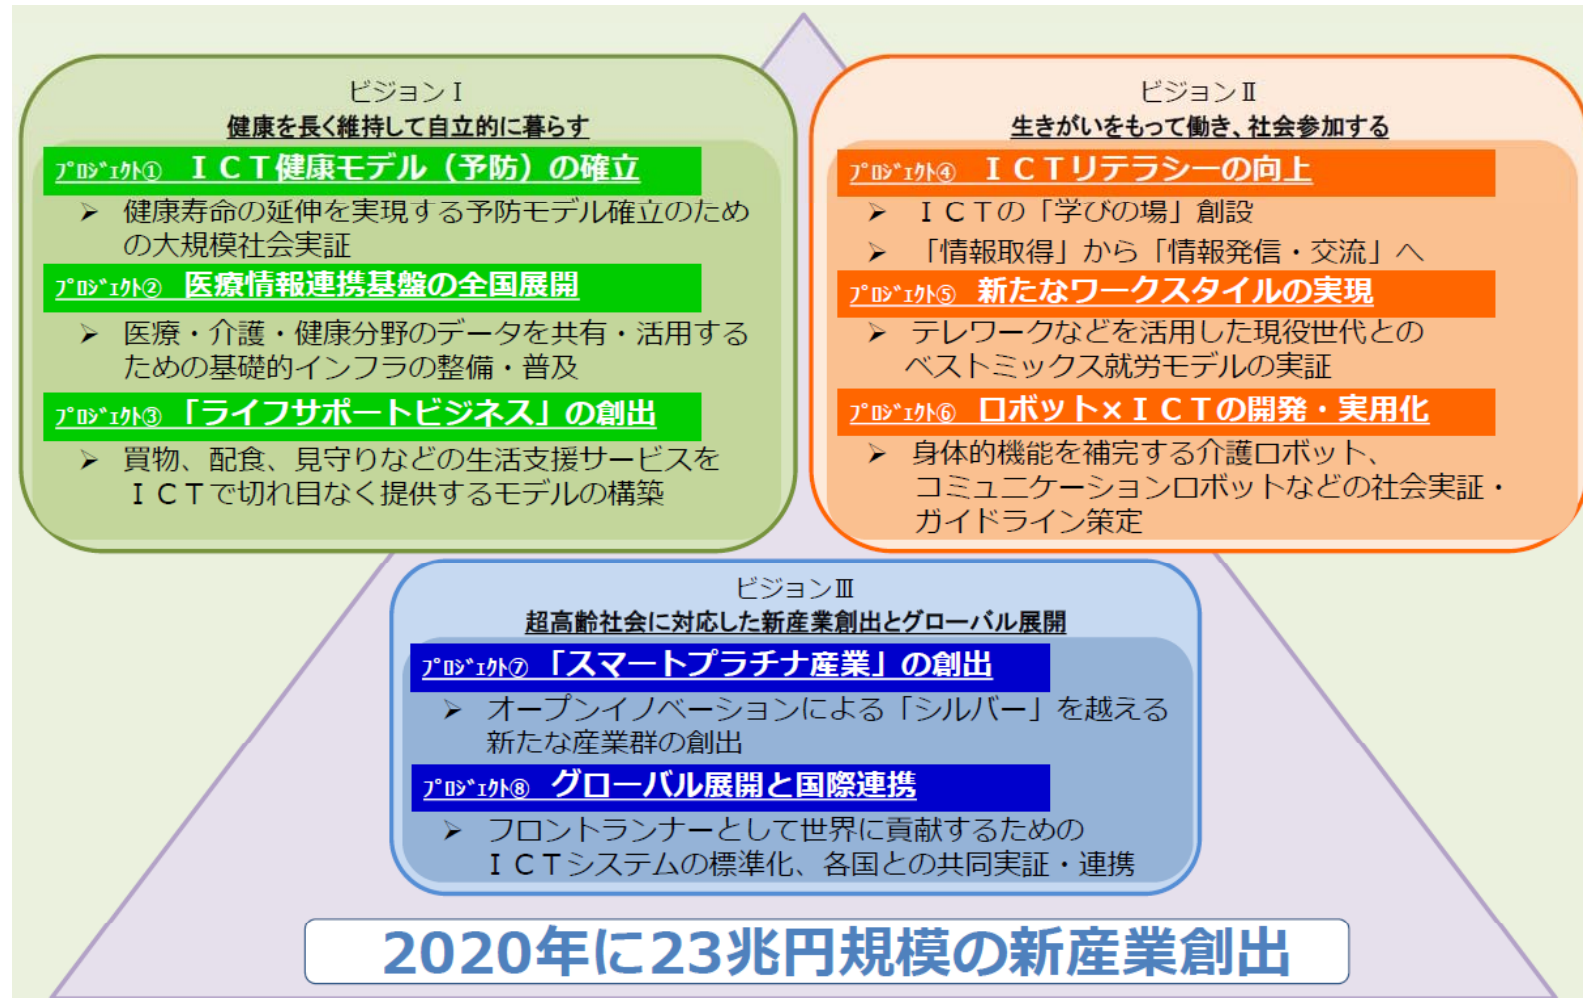 ビジョンⅠ
健康を長く維持して自立的に暮らす
ﾌﾟﾛｼﾞｪｸﾄ① ＩＣＴ健康モデル（予防）の確立
➢ 健康寿命の延伸を実現する予防モデル確立のため
の大規模社会実証
ﾌﾟﾛｼﾞｪｸﾄ② 医療情報連携基盤の全国展開
➢ 医療・介護・健康分野のデータを共有・活用する
ための基礎的インフラの整備・普及
ﾌﾟﾛｼﾞｪｸﾄ③ 「ライフサポートビジネス」の創出
➢ 買物、配食、見守りなどの生活支援サービスを
ＩＣＴで切れ目なく提供するモデルの構築
ビジョンⅡ
生きがいをもって働き、社会参加する
ﾌﾟﾛｼﾞｪｸﾄ④ ＩＣＴリテラシーの向上
➢ ＩＣＴの「学びの場」創設
➢ 「情報取得」から「情報発信・交流」へ
ﾌﾟﾛｼﾞｪｸﾄ⑤ 新たなワークスタイルの実現
➢ テレワークなどを活用した現役世代との
ベストミックス就労モデルの実証
ﾌﾟﾛｼﾞｪｸﾄ⑥ ロボット×ＩＣＴの開発・実用化
➢ 身体的機能を補完する介護ロボット、
コミュニケーションロボットなどの社会実証・
ガイドライン策定
ビジョンⅢ
超高齢社会に対応した新産業創出とグローバル展開
ﾌﾟﾛｼﾞｪｸﾄ⑦ 「スマートプラチナ産業」の創出
➢ オープンイノベーションによる「シルバー」を越える
新たな産業群の創出
ﾌﾟﾛｼﾞｪｸﾄ⑧ グローバル展開と国際連携
➢ フロントランナーとして世界に貢献するための
ＩＣＴシステムの標準化、各国との共同実証・連携
2020年に23兆円規模の新産業創出